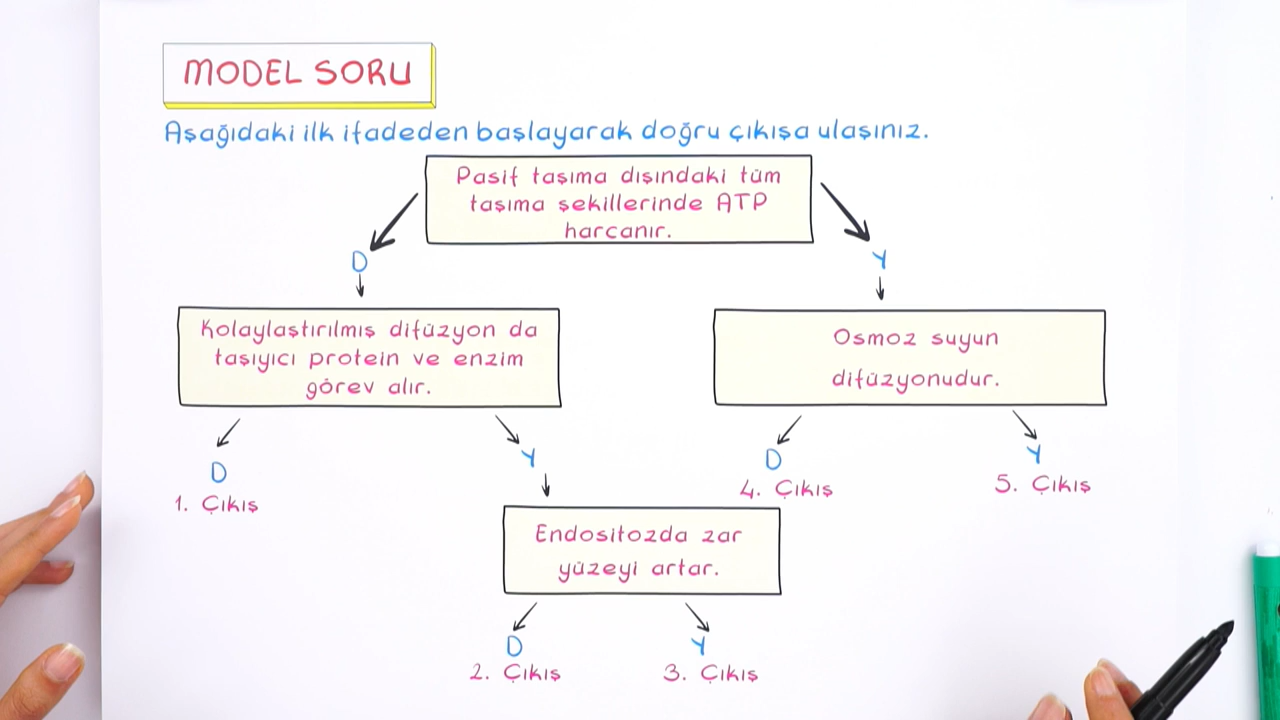 MODEL SORU
Aşağıdaki ilk ifadeden başlayarak doğru çıkışa ulaşınız.
Pasif taşıma dışındaki tüm
taşıma şekillerinde ATP
harcanır.
D
Y
Kolaylaştırılmış difüzyon da
taşıyıcı protein ve enzim
görev alır.
Osmoz suyun
difüzyonudur.
D
1. Çıkış
Y
D
4. Çıkış
Y
5. Çıkış
Endositozda zar
yüzeyi artar.
D
2. Çıkış
Y
3. Çıkış